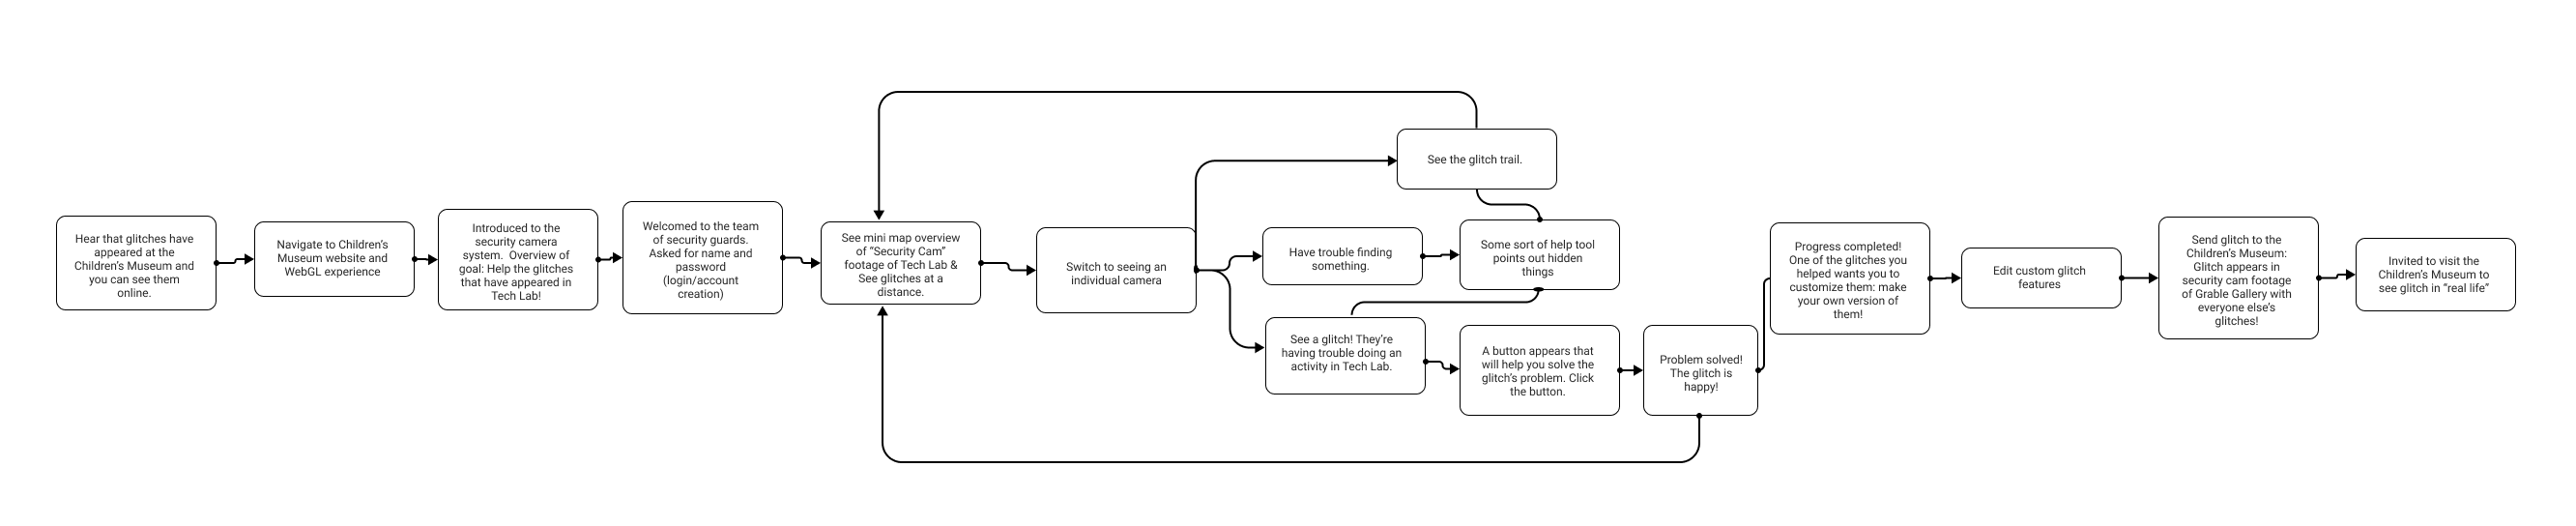 Hear that glitches have
appeared at the
Children's Museum and
you can see them
online.
Navigate to Children's
Museum website and
WebGL experience
Introduced to the
security camera
system.  Overview of
goal: Help the glitches
that have appeared in
Tech Lab!
Welcomed to the team
of security guards.
Asked for name and
password
(login/account
creation)
See mini map overview
of “Security Cam”
footage of Tech Lab &
See glitches at a
distance.
Switch to seeing an
individual camera
See the glitch trail.
Have trouble finding
something.
Some sort of help tool
points out hidden
things
See a glitch! They're
having trouble doing an
activity in Tech Lab.
A button appears that
will help you solve the
glitch's problem. Click
the button.
Problem solved!
The glitch is
happy!
Progress completed!
One of the glitches you
helped wants you to
customize them: make
your own version of
them!
Edit custom glitch
features
Send glitch to the
Children's Museum:
Glitch appears in
security cam footage
of Grable Gallery with
everyone else's
glitches!
Invited to visit the
Children's Museum to
see glitch in “real life”